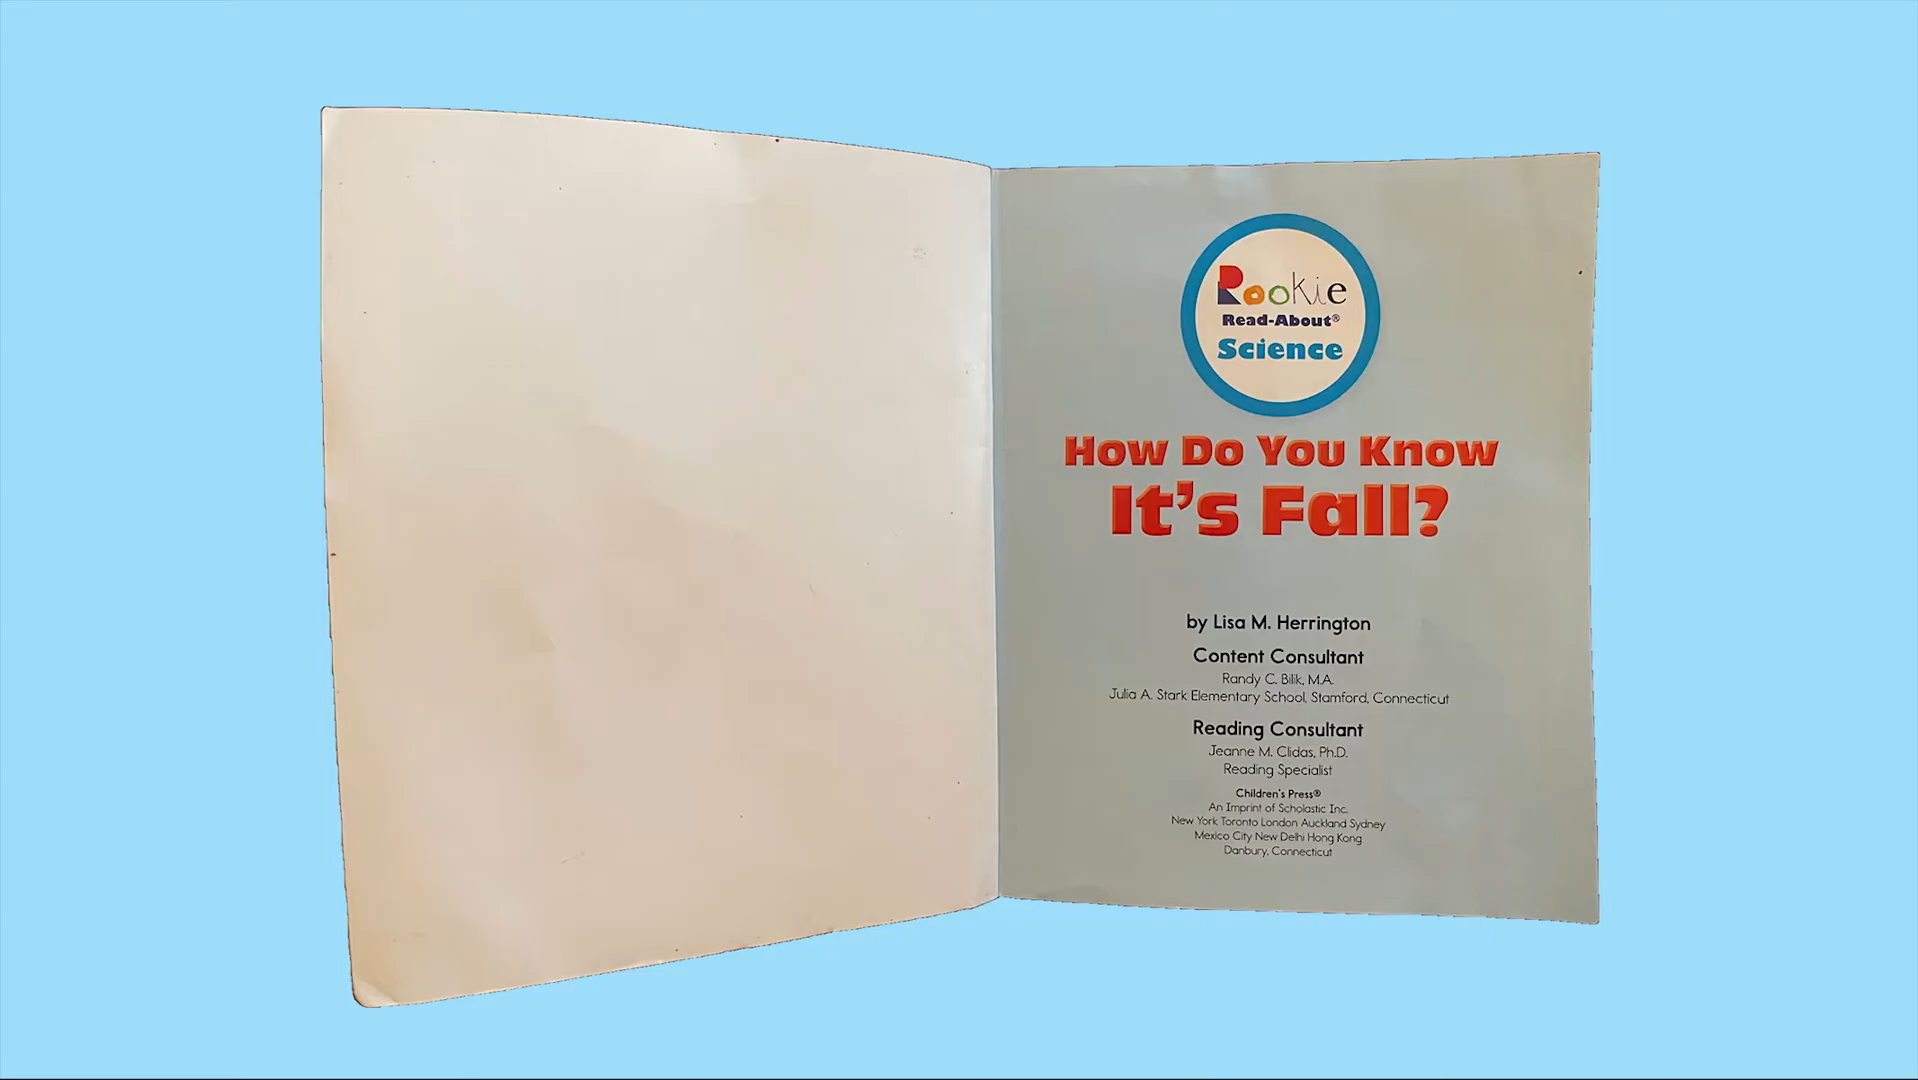 Rookie
Read-About®
Science
How Do You Know
It's Fall?
by Lisa M. Herrington
Content Consultant
Randy C. Bilik, M.A.
Julia A. Stark Elementary School, Stamford, Connecticut
Reading Consultant
Jeanne M. Clidas, Ph.D.
Reading Specialist
Children's Press®
An Imprint of Scholastic Inc.
New York Toronto London Auckland Sydney
Mexico City New Delhi Hong Kong
Danbury, Connecticut